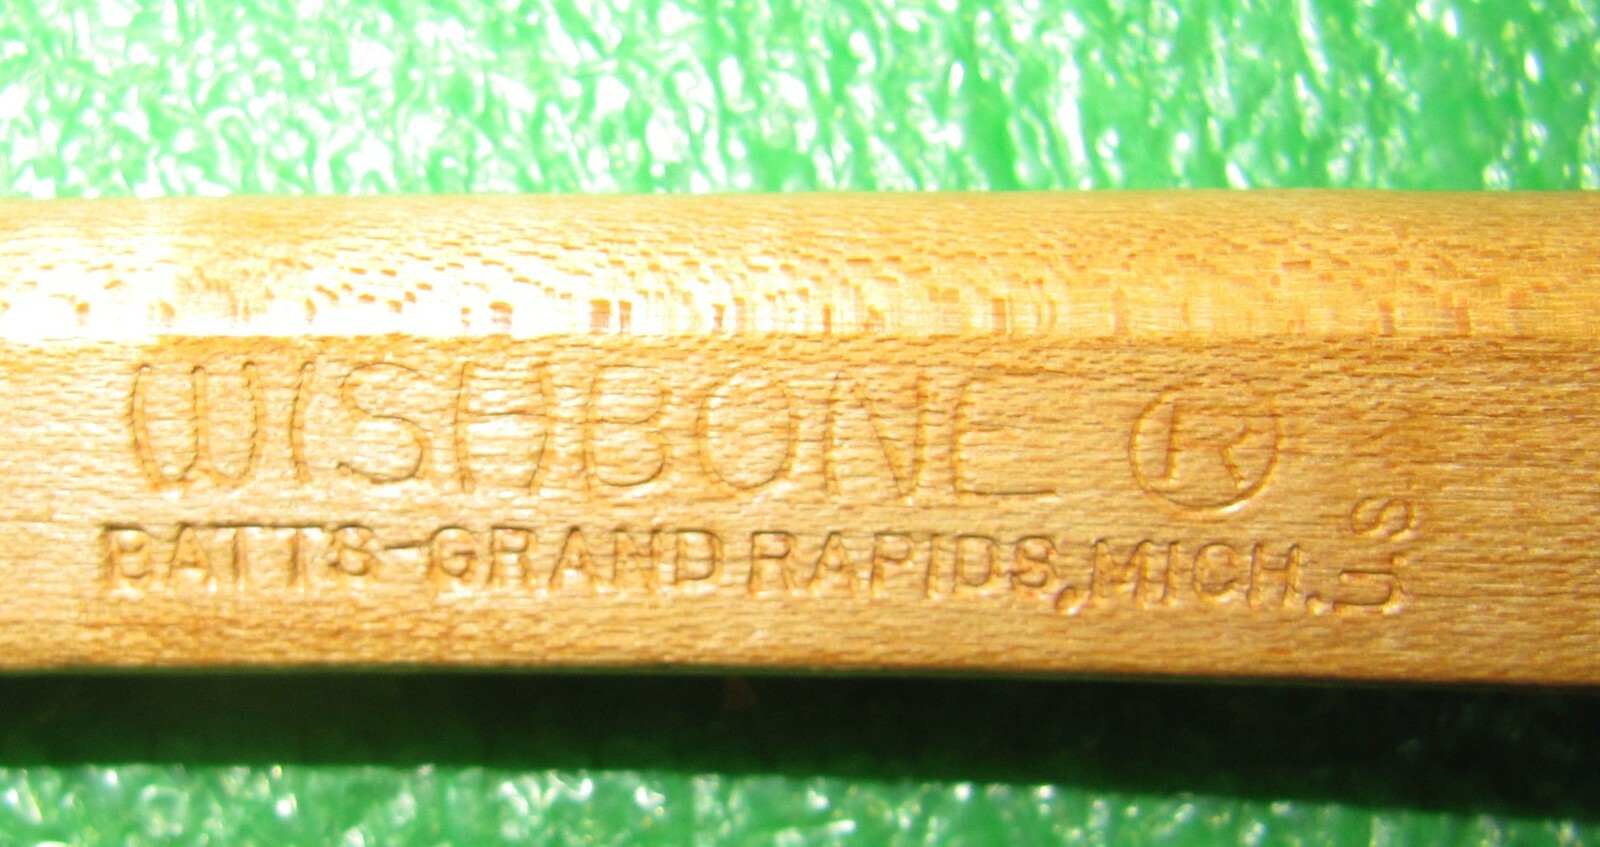 WISHBONE ®
BATTS-GRAND RAPIDS, MICH. U.S.